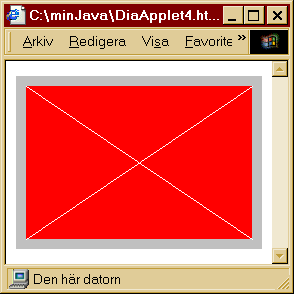 C:\minJava\DiaApplet4.ht...
Arkiv Redigera Visa Favorite »
Den här datorn